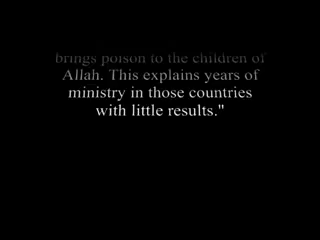 brings poison to the children of
Allah. This explains years of
ministry in those countries
with little results."